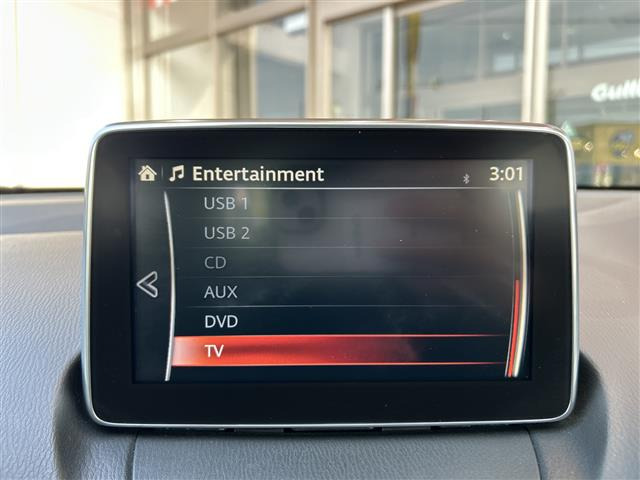 Entertainment 3:01
USB 1
USB 2
CD
AUX
DVD
TV